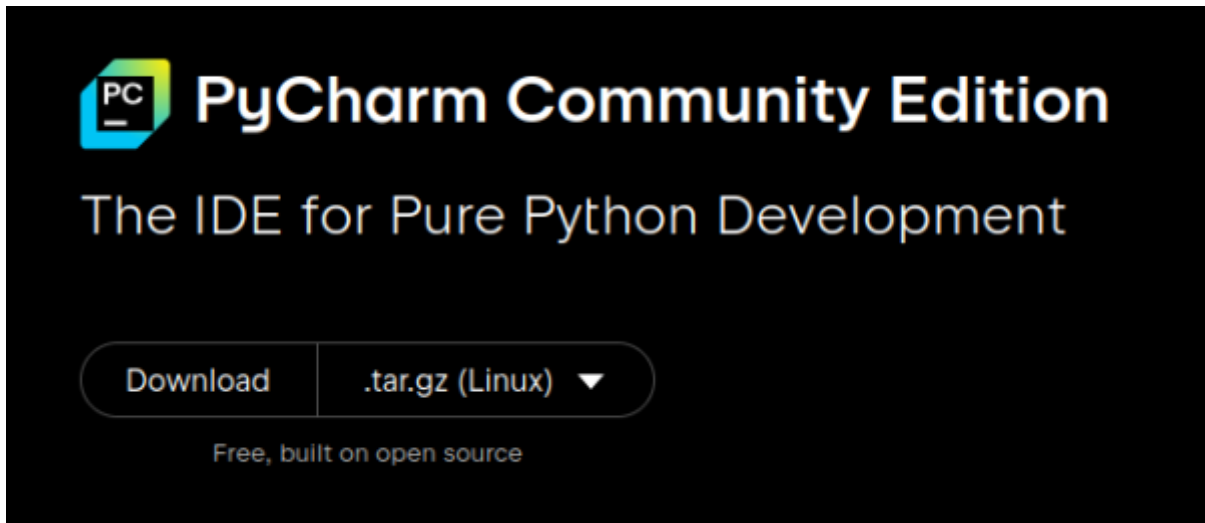 PC
PyCharm Community Edition
The IDE for Pure Python Development
Download .tar.gz (Linux)
Free, built on open source